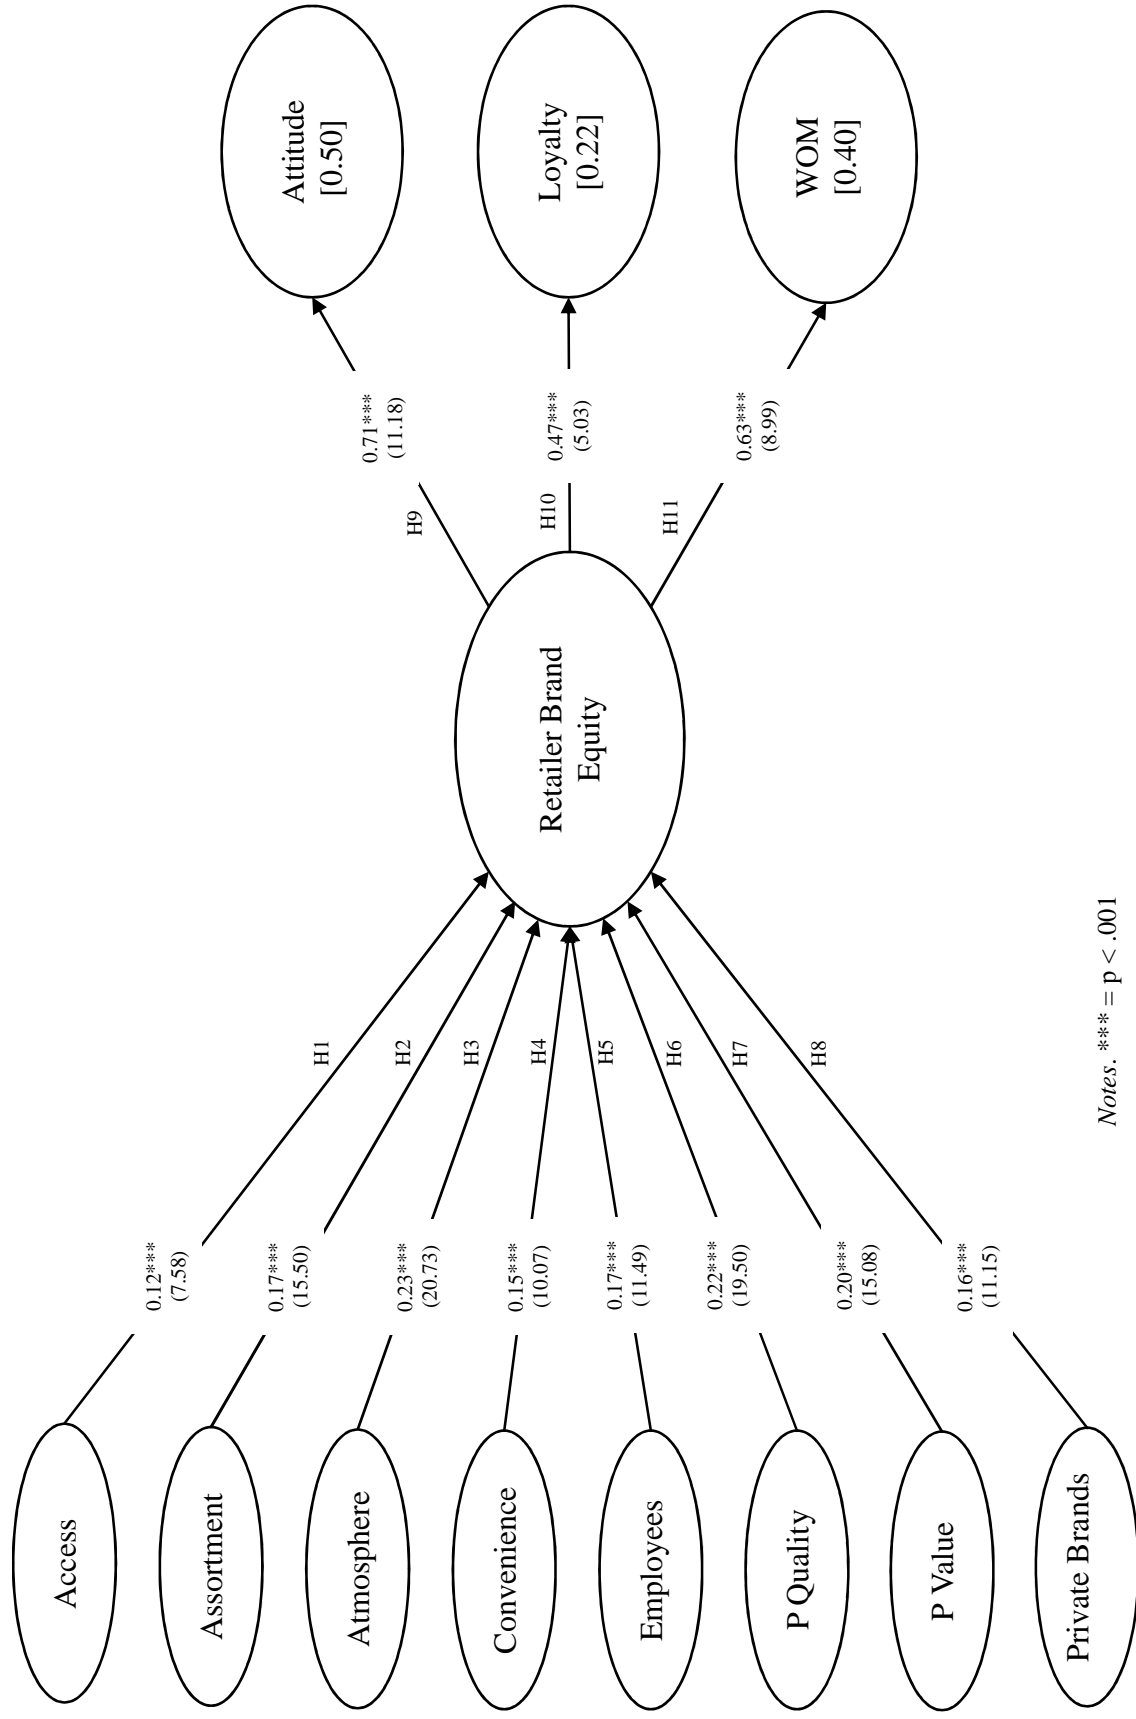 Access
Assortment
Atmosphere
Convenience
Employees
P Quality
P Value
Private Brands
0.12***
(7.58)
0.17***
(15.50)
0.23***
(20.73)
0.15***
(10.07)
0.17***
(11.49)
0.22***
(19.50)
0.20***
(15.08)
0.16***
(11.15)
H1
H2
H3
H4
H5
H6
H7
H8
Retailer Brand
Equity
H9
H10
H11
0.71***
(11.18)
0.47***
(5.03)
0.63***
(8.99)
Attitude
[0.50]
Loyalty
[0.22]
WOM
[0.40]
Notes. *** = p < .001